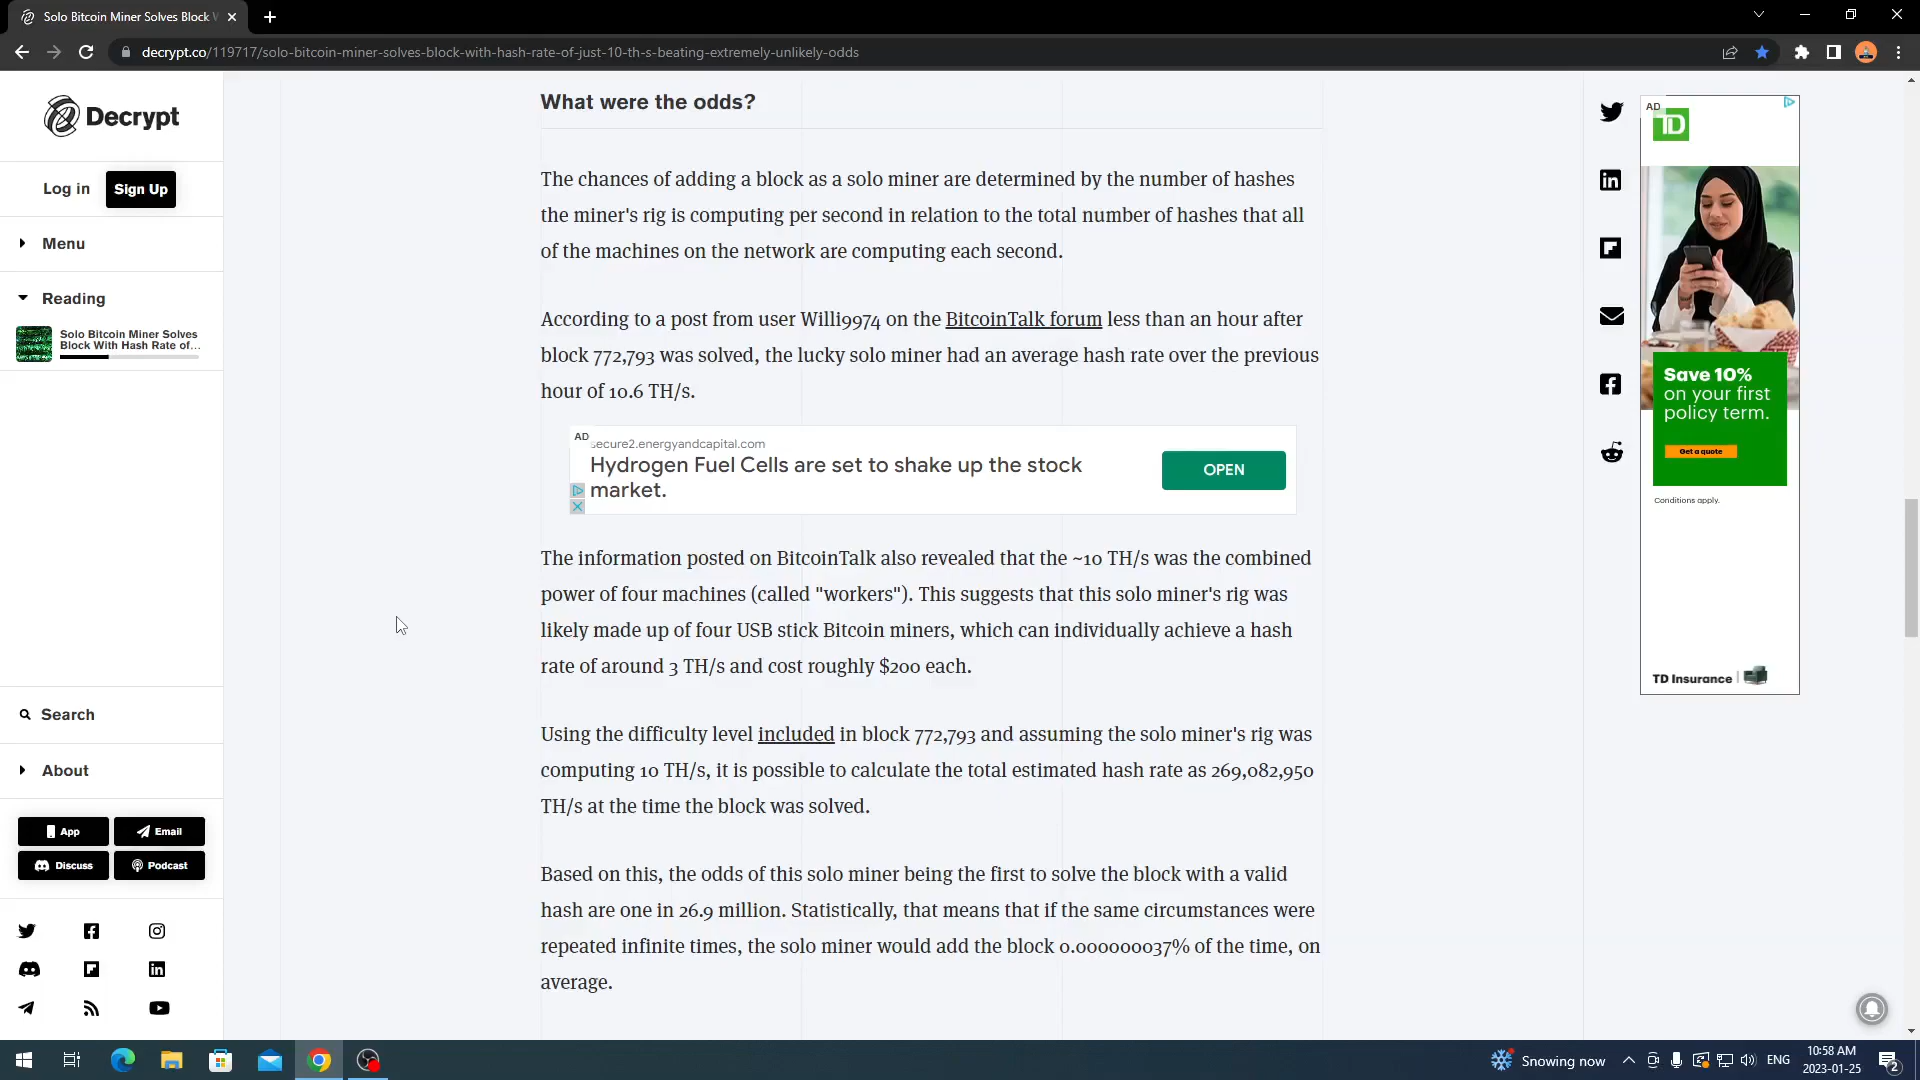 Solo Bitcoin Miner Solves Block W
decrypt.co/119717/solo-bitcoin-miner-solves-block-with-hash-rate-of-just-10-th-s-beating-extremely-unlikely-odds
Decrypt
Log in
Sign Up
Menu
Reading
Solo Bitcoin Miner Solves
Block With Hash Rate of...
Search
About
App
Email
Discuss
Podcast
What were the odds?
The chances of adding a block as a solo miner are determined by the number of hashes
the miner's rig is computing per second in relation to the total number of hashes that all
of the machines on the network are computing each second.
According to a post from user Willi9974 on the BitcoinTalk forum less than an hour after
block 772,793 was solved, the lucky solo miner had an average hash rate over the previous
hour of 10.6 TH/s.
AD
secure2.energyandcapital.com
Hydrogen Fuel Cells are set to shake up the stock
market.
OPEN
The information posted on BitcoinTalk also revealed that the ~10 TH/s was the combined
power of four machines (called "workers"). This suggests that this solo miner's rig was
likely made up of four USB stick Bitcoin miners, which can individually achieve a hash
rate of around 3 TH/s and cost roughly $200 each.
Using the difficulty level included in block 772,793 and assuming the solo miner's rig was
computing 10 TH/s, it is possible to calculate the total estimated hash rate as 269,082,950
TH/s at the time the block was solved.
Based on this, the odds of this solo miner being the first to solve the block with a valid
hash are one in 26.9 million. Statistically, that means that if the same circumstances were
repeated infinite times, the solo miner would add the block 0.000000037% of the time, on
average.
AD
TD
Save 10%
on your first
policy term.
Get a quote
Conditions apply.
TD Insurance
Snowing now
ENG
10:58 AM
2023-01-25
2